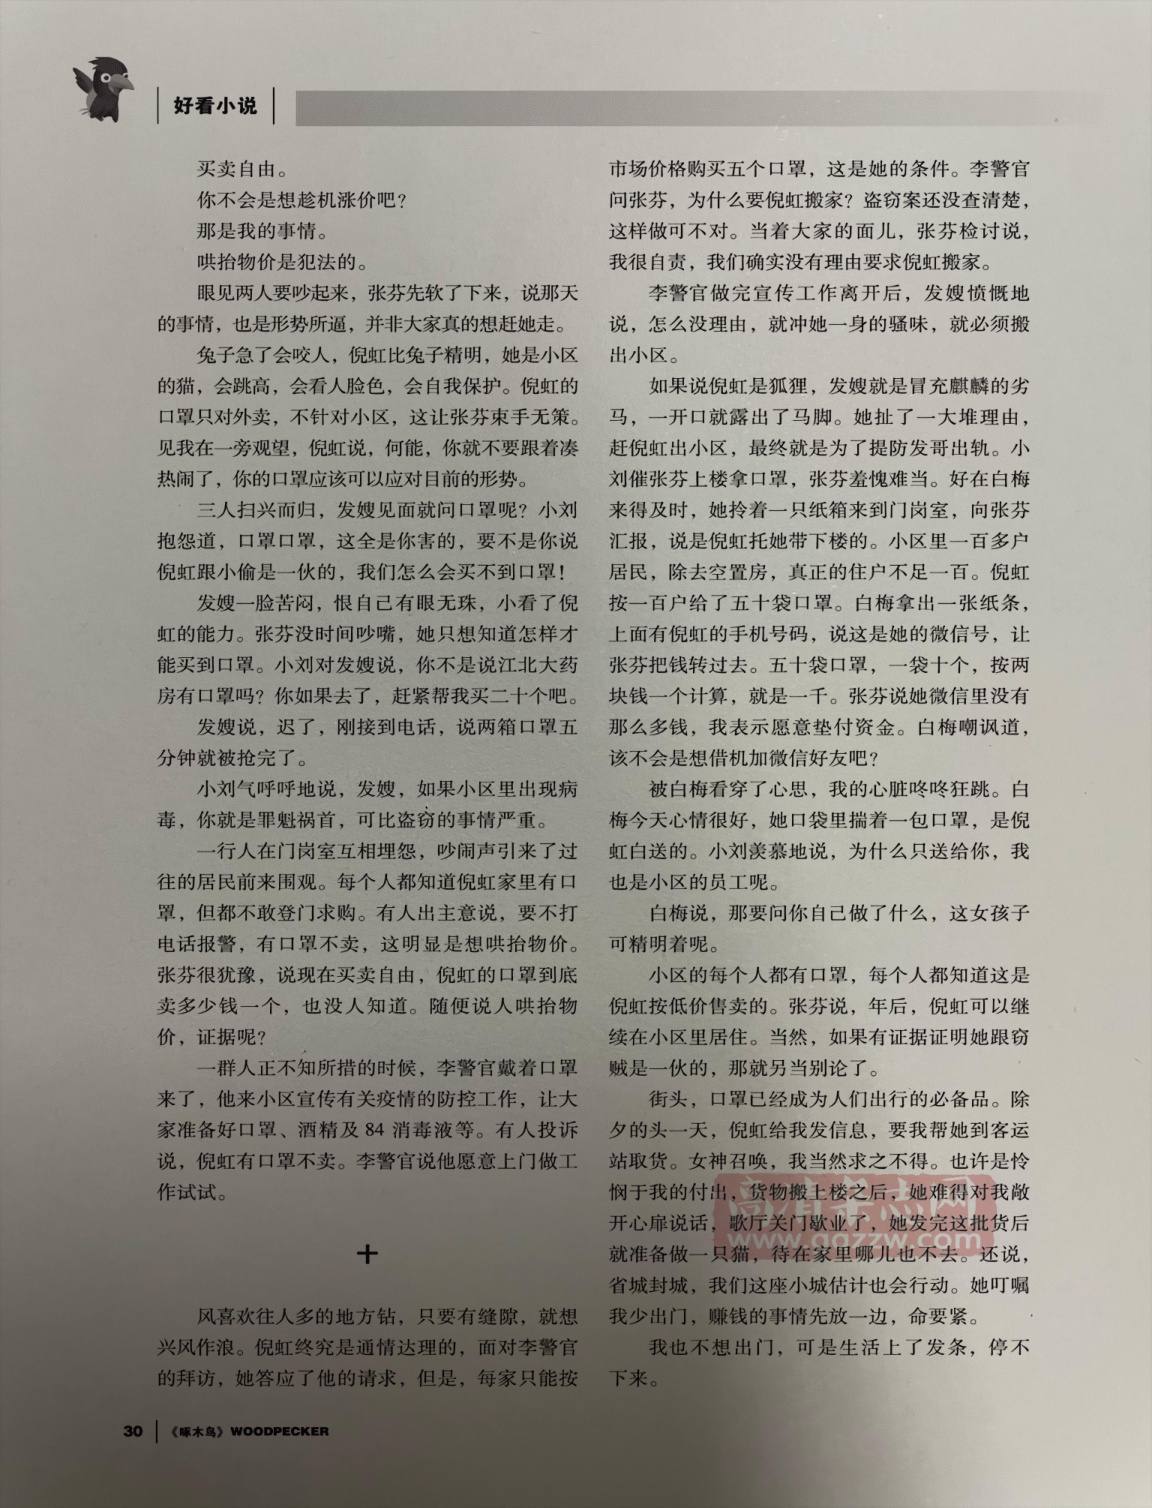 好看小说
买卖自由。
你不会是想趁机涨价吧？
那是我的事情。
哄抬物价是犯法的。
眼见两人要吵起来，张芬先软了下来，说那天
的事情，也是形势所逼，并非大家真的想赶她走。
兔子急了会咬人，倪虹比兔子精明，她是小区
的猫，会跳高，会看人脸色，会自我保护。倪虹的
口罩只对外卖，不针对小区，这让张芬束手无策。
见我在一旁观望，倪虹说，何能，你就不要跟着凑
热闹了，你的口罩应该可以应对目前的形势。
三人扫兴而归，发嫂见面就问口罩呢？小刘
抱怨道，口罩口罩，这全是你害的，要不是你说
倪虹跟小偷是一伙的，我们怎么会买不到口罩！
发嫂一脸苦闷，恨自己有眼无珠，小看了倪
虹的能力。张芬没时间吵嘴，她只想知道怎样才
能买到口罩。小刘对发嫂说，你不是说江北大药
房有口罩吗？你如果去了，赶紧帮我买二十个吧。
发嫂说，迟了，刚接到电话，说两箱口罩五
分钟就被抢完了。
小刘气呼呼地说，发嫂，如果小区里出现病
毒，你就是罪魁祸首，可比盗窃的事情严重。
一行人在门岗室互相埋怨，吵闹声引来了过
往的居民前来围观。每个人都知道倪虹家里有口
罩，但都不敢登门求购。有人出主意说，要不打
电话报警，有口罩不卖，这明显是想哄抬物价。
张芬很犹豫，说现在买卖自由，倪虹的口罩到底
卖多少钱一个，也没人知道。随便说人哄抬物
价，证据呢？
一群人正不知所措的时候，李警官戴着口罩
来了，他来小区宣传有关疫情的防控工作，让大
家准备好口罩、酒精及 84 消毒液等。有人投诉
说，倪虹有口罩不卖。李警官说他愿意上门做工
作试试。
十
风喜欢往人多的地方钻，只要有缝隙，就想
兴风作浪。倪虹终究是通情达理的，面对李警官
的拜访，她答应了他的请求，但是，每家只能按
市场价格购买五个口罩，这是她的条件。李警官
问张芬，为什么要倪虹搬家？盗窃案还没查清楚，
这样做可不对。当着大家的面儿，张芬检讨说，
我很自责，我们确实没有理由要求倪虹搬家。
李警官做完宣传工作离开后，发嫂愤慨地
说，怎么没理由，就冲她一身的骚味，就必须搬
出小区。
如果说倪虹是狐狸，发嫂就是冒充麒麟的劣
马，一开口就露出了马脚。她扯了一大堆理由，
赶倪虹出小区，最终就是为了提防发哥出轨。小
刘催张芬上楼拿口罩，张芬羞愧难当。好在白梅
来得及时，她拎着一只纸箱来到门岗室，向张芬
汇报，说是倪虹托她带下楼的。小区里一百多户
居民，除去空置房，真正的住户不足一百。倪虹
按一百户给了五十袋口罩。白梅拿出一张纸条，
上面有倪虹的手机号码，说这是她的微信号，让
张芬把钱转过去。五十袋口罩，一袋十个，按两
块钱一个计算，就是一千。张芬说她微信里没有
那么多钱，我表示愿意垫付资金。白梅嘲讽道，
该不会是想借机加微信好友吧？
被白梅看穿了心思，我的心脏咚咚狂跳。白
梅今天心情很好，她口袋里揣着一包口罩，是倪
虹白送的。小刘羡慕地说，为什么只送给你，我
也是小区的员工呢。
白梅说，那要问你自己做了什么，这女孩子
可精明着呢。
小区的每个人都有口罩，每个人都知道这是
倪虹按低价售卖的。张芬说，年后，倪虹可以继
续在小区里居住。当然，如果有证据证明她跟窃
贼是一伙的，那就另当别论了。
街头，口罩已经成为人们出行的必备品。除
夕的头一天，倪虹给我发信息，要我帮她到客运
站取货。女神召唤，我当然求之不得。也许是怜
悯于我的付出，货物搬上楼之后，她难得对我敞
开心扉说话，歌厅关门歇业了，她发完这批货后
就准备做一只猫，待在家里哪儿也不去。还说，
省城封城，我们这座小城估计也会行动。她叮嘱
我少出门，赚钱的事情先放一边，命要紧。
我也不想出门，可是生活上了发条，停不
下来。
高清杂志网
www.gqzzw.com
30 《啄木鸟》WOODPECKER